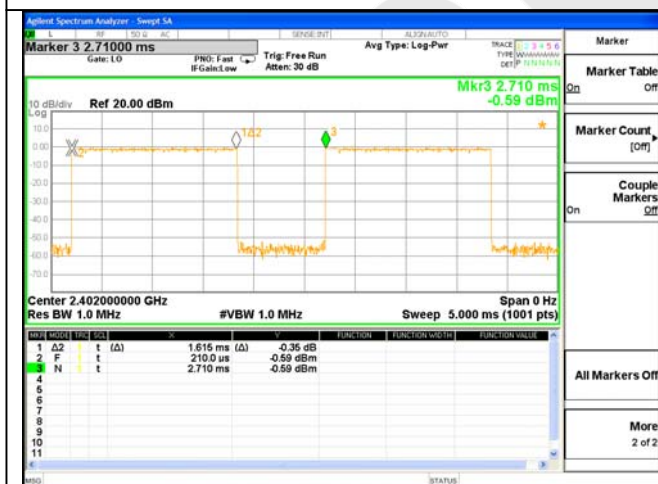 Agilent Spectrum Analyzer - Swept SA
L RF 50 Ω AC SENSE:INT ALIGNAUTO
Marker 3 2.71000 ms
Gate: LO PNO: Fast IFGain:Low Trig: Free Run Atten: 30 dB
Avg Type: Log-Pwr
TRACE 1 2 3 4 5 6
TYPE
DET P N N N N N
Mkr3 2.710 ms
-0.59 dBm
10 dB/div Ref 20.00 dBm
Log
10.0
0.00
-10.0
-20.0
-30.0
-40.0
-50.0
-60.0
-70.0
1Δ2
3
Center 2.402000000 GHz Span 0 Hz
Res BW 1.0 MHz #VBW 1.0 MHz Sweep 5.000 ms (1001 pts)
MKR MODE TRC SCL X Y FUNCTION FUNCTION WIDTH FUNCTION VALUE
1 Δ2 1 t (Δ) 1.615 ms (Δ) -0.35 dB
2 F 1 t 210.0 µs -0.59 dBm
3 N 1 t 2.710 ms -0.59 dBm
4
5
6
7
8
9
10
11
MSG STATUS
Marker
Marker Table
On Off
Marker Count
[Off]
Couple
Markers
On Off
All Markers Off
More
2 of 2